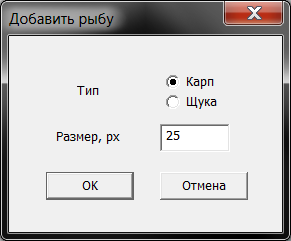 Добавить рыбу
Тип
Карп
Щука
Размер, px
25
OK
Отмена